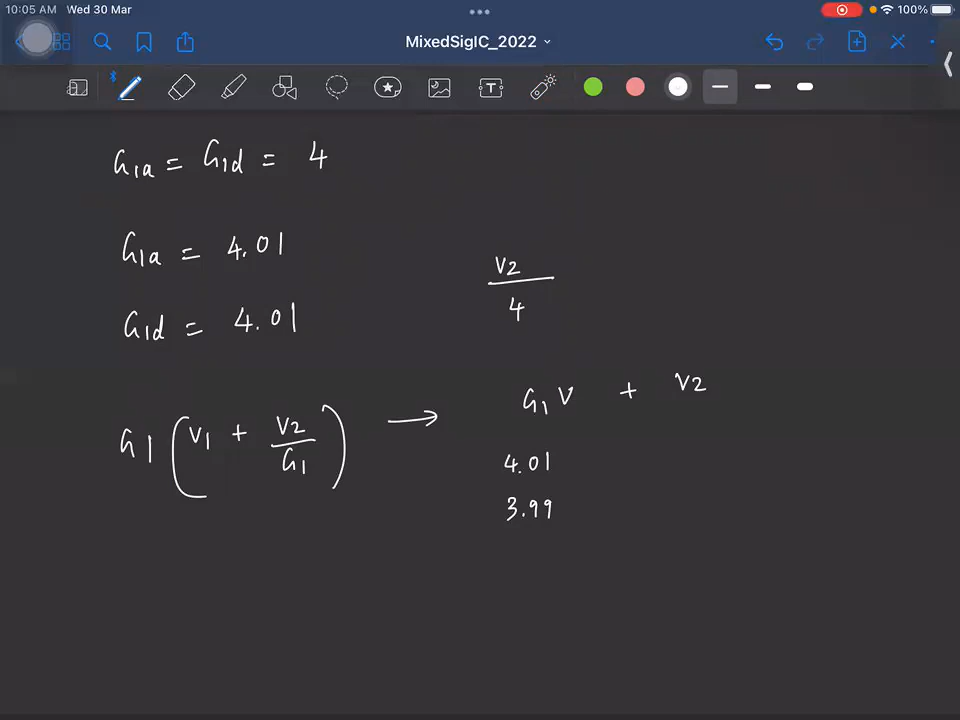 10:05 AM Wed 30 Mar
100%
MixedSigIC_2022
G1a = G1d = 4
G1a = 4.01
V2
4
G1d = 4.01
G1 V + V2
G1 ( V1 + V2 / G1 ) →
4.01
3.99